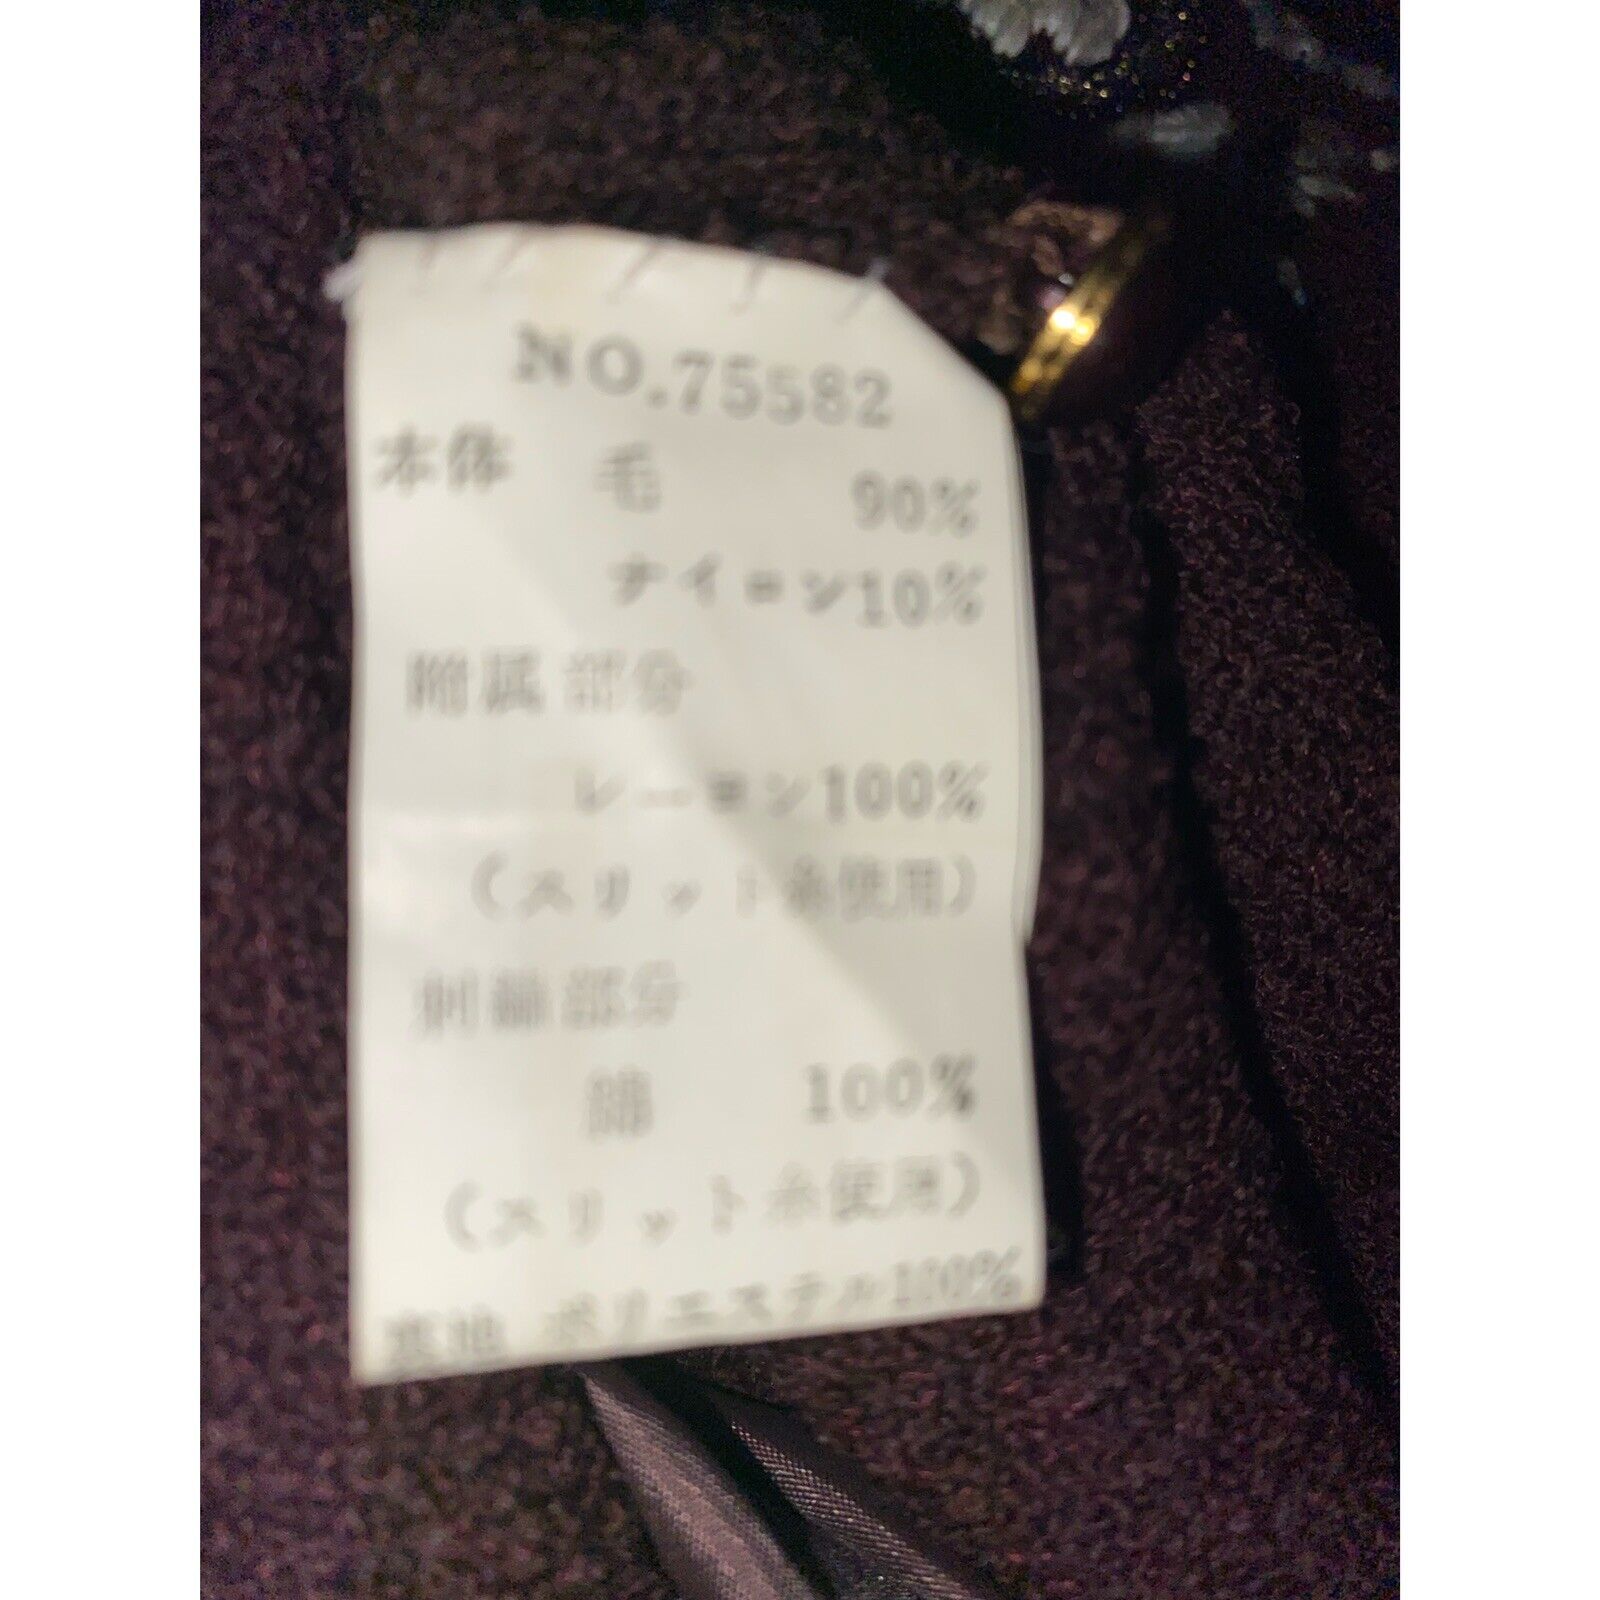 NO.75582
本体 毛 90%
ナイロン10%
附属部分
レーヨン100%
(スリット糸使用)
刺繍部分
綿 100%
(スリット糸使用)
裏地 ポリエステル100%